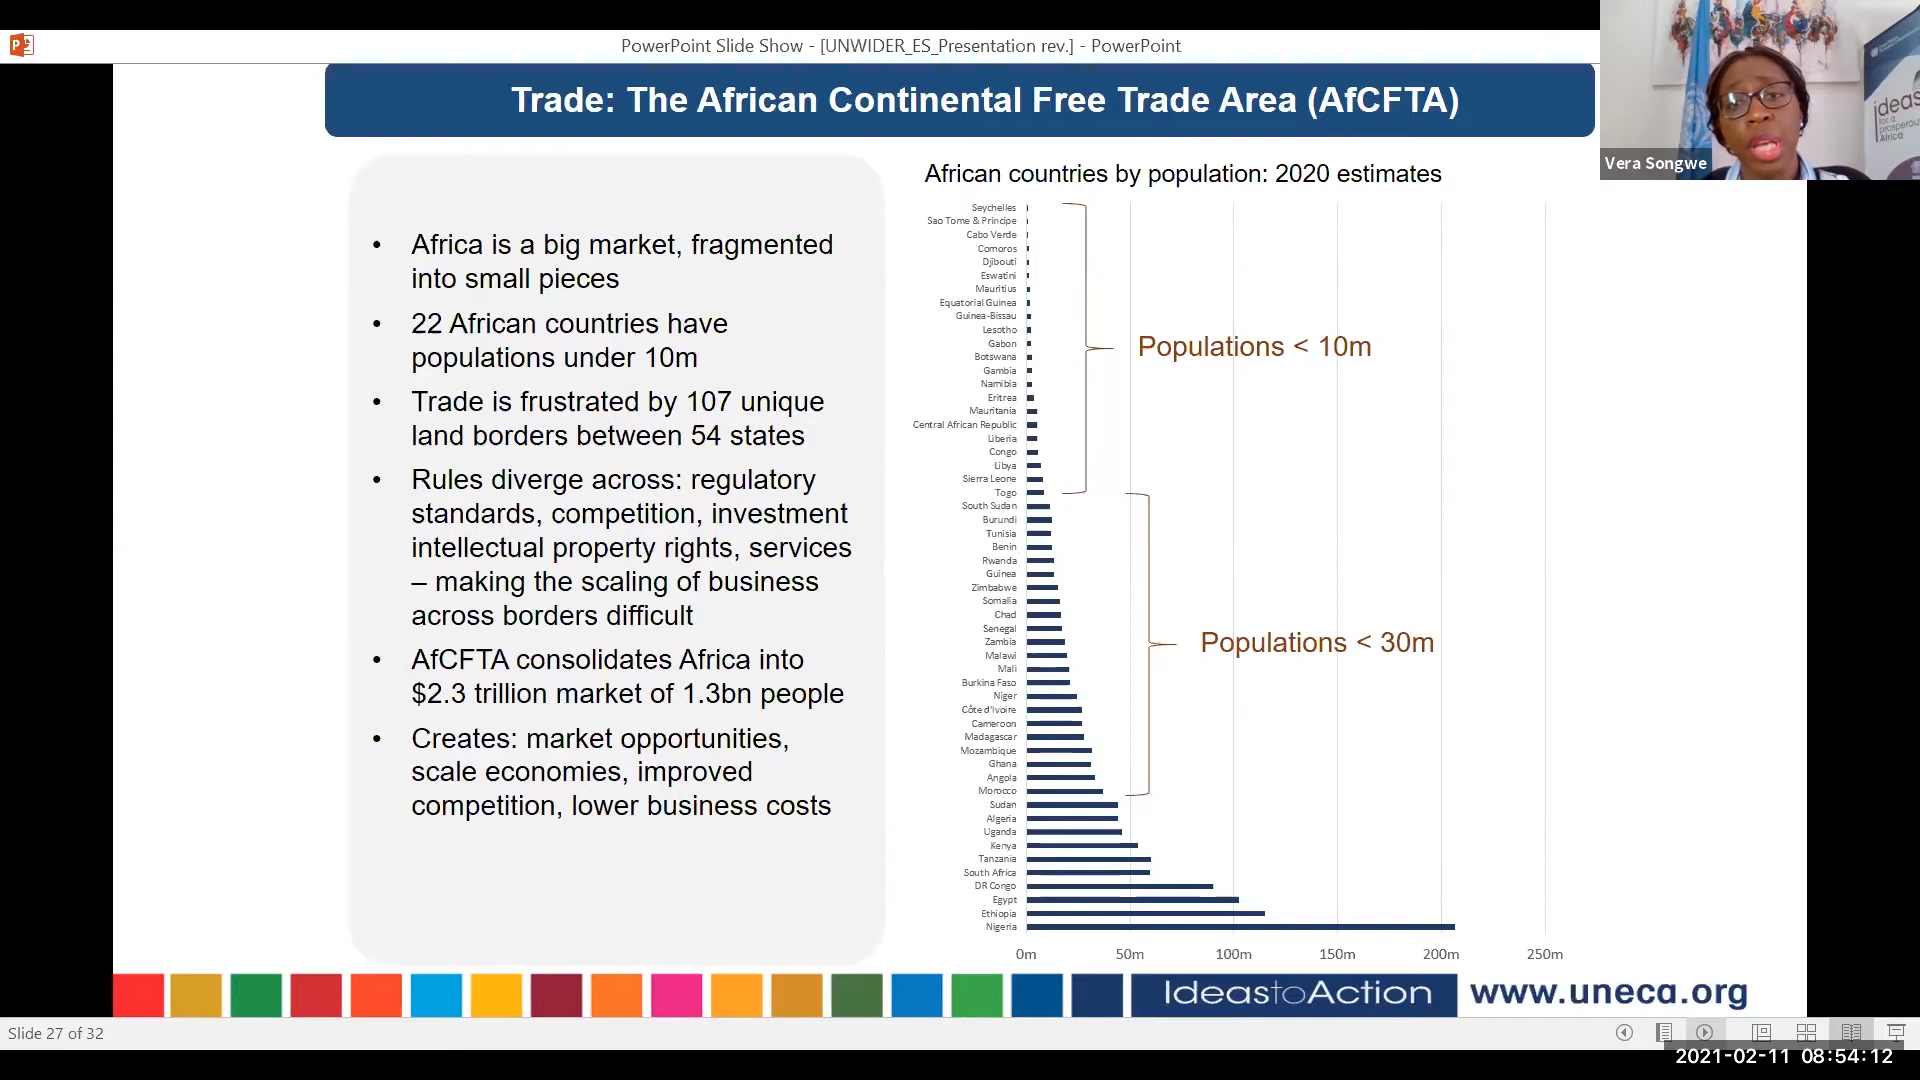 PowerPoint Slide Show - [UNWIDER_ES_Presentation rev.] - PowerPoint
Trade: The African Continental Free Trade Area (AfCFTA)
ideas
for a
prosperous
Africa
Vera Songwe
• Africa is a big market, fragmented
into small pieces
• 22 African countries have
populations under 10m
• Trade is frustrated by 107 unique
land borders between 54 states
• Rules diverge across: regulatory
standards, competition, investment
intellectual property rights, services
– making the scaling of business
across borders difficult
• AfCFTA consolidates Africa into
$2.3 trillion market of 1.3bn people
• Creates: market opportunities,
scale economies, improved
competition, lower business costs
African countries by population: 2020 estimates
Seychelles
Sao Tome & Principe
Cabo Verde
Comoros
Djibouti
Eswatini
Mauritius
Equatorial Guinea
Guinea-Bissau
Lesotho
Gabon
Botswana
Gambia
Namibia
Eritrea
Mauritania
Central African Republic
Liberia
Congo
Libya
Sierra Leone
Togo
South Sudan
Burundi
Tunisia
Benin
Rwanda
Guinea
Zimbabwe
Somalia
Chad
Senegal
Zambia
Malawi
Mali
Burkina Faso
Niger
Côte d'Ivoire
Cameroon
Madagascar
Mozambique
Ghana
Angola
Morocco
Sudan
Algeria
Uganda
Kenya
Tanzania
South Africa
DR Congo
Egypt
Ethiopia
Nigeria
Populations < 10m
Populations < 30m
0m 50m 100m 150m 200m 250m
IdeastoAction www.uneca.org
Slide 27 of 32
2021-02-11 08:54:12